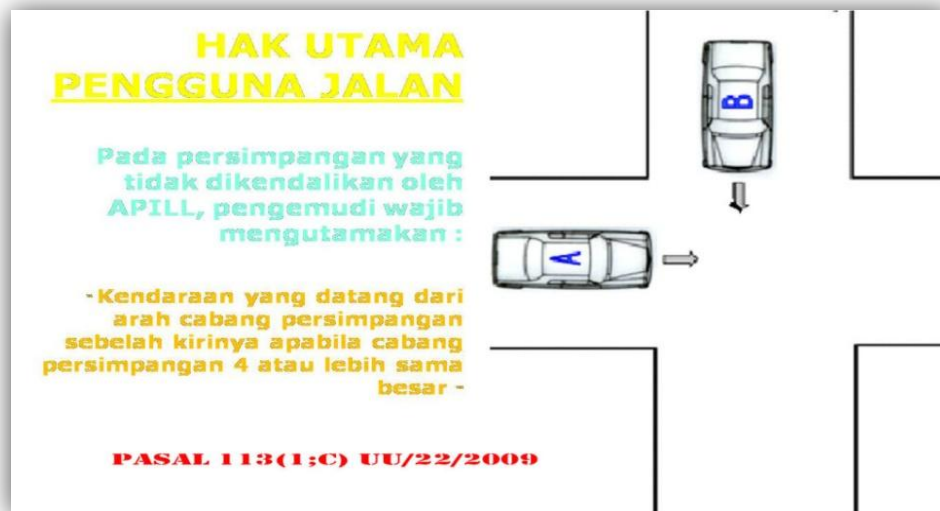 HAK UTAMA
PENGGUNA JALAN
Pada persimpangan yang
tidak dikendalikan oleh
APILL, pengemudi wajib
mengutamakan :
-Kendaraan yang datang dari
arah cabang persimpangan
sebelah kirinya apabila cabang
persimpangan 4 atau lebih sama
besar -
PASAL 113(1;C) UU/22/2009
B
A